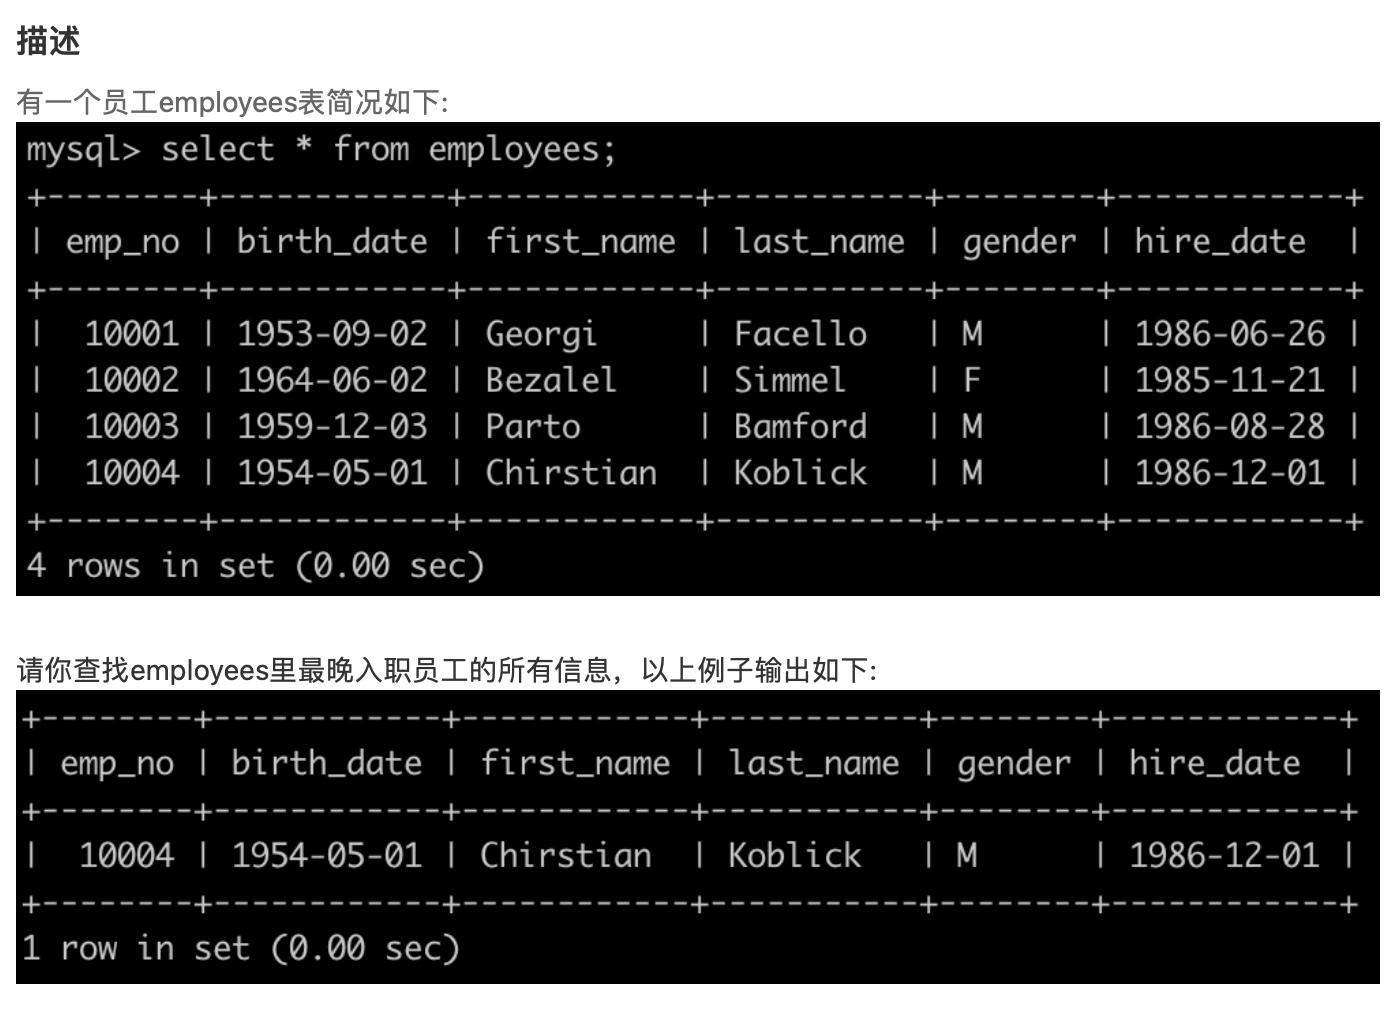 描述
有一个员工employees表简况如下:
mysql> select * from employees;
+--------+------------+------------+-----------+--------+------------+
| emp_no | birth_date | first_name | last_name | gender | hire_date  |
+--------+------------+------------+-----------+--------+------------+
|  10001 | 1953-09-02 | Georgi     | Facello   | M      | 1986-06-26 |
|  10002 | 1964-06-02 | Bezalel    | Simmel    | F      | 1985-11-21 |
|  10003 | 1959-12-03 | Parto      | Bamford   | M      | 1986-08-28 |
|  10004 | 1954-05-01 | Chirstian  | Koblick   | M      | 1986-12-01 |
+--------+------------+------------+-----------+--------+------------+
4 rows in set (0.00 sec)
请你查找employees里最晚入职员工的所有信息，以上例子输出如下:
+--------+------------+------------+-----------+--------+------------+
| emp_no | birth_date | first_name | last_name | gender | hire_date  |
+--------+------------+------------+-----------+--------+------------+
|  10004 | 1954-05-01 | Chirstian  | Koblick   | M      | 1986-12-01 |
+--------+------------+------------+-----------+--------+------------+
1 row in set (0.00 sec)